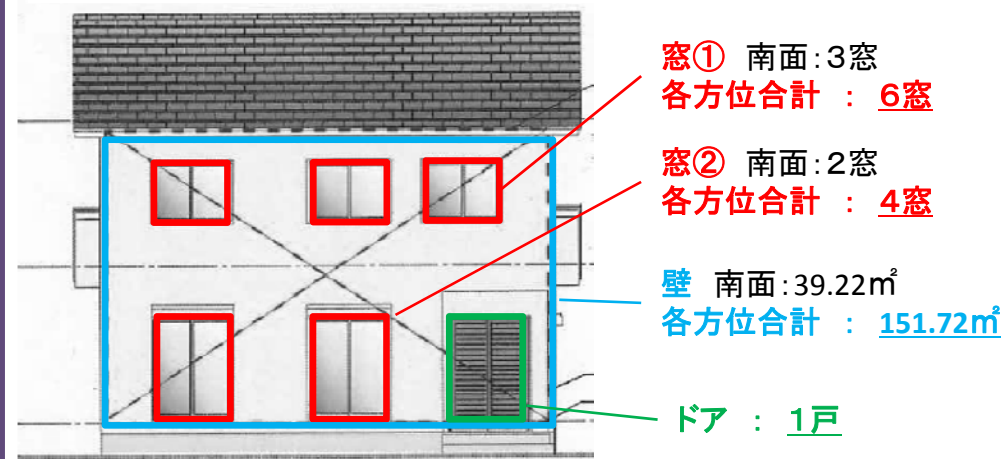 窓① 南面:3窓
各方位合計 : 6窓
窓② 南面:2窓
各方位合計 : 4窓
壁 南面:39.22㎡
各方位合計 : 151.72㎡
ドア : 1戸